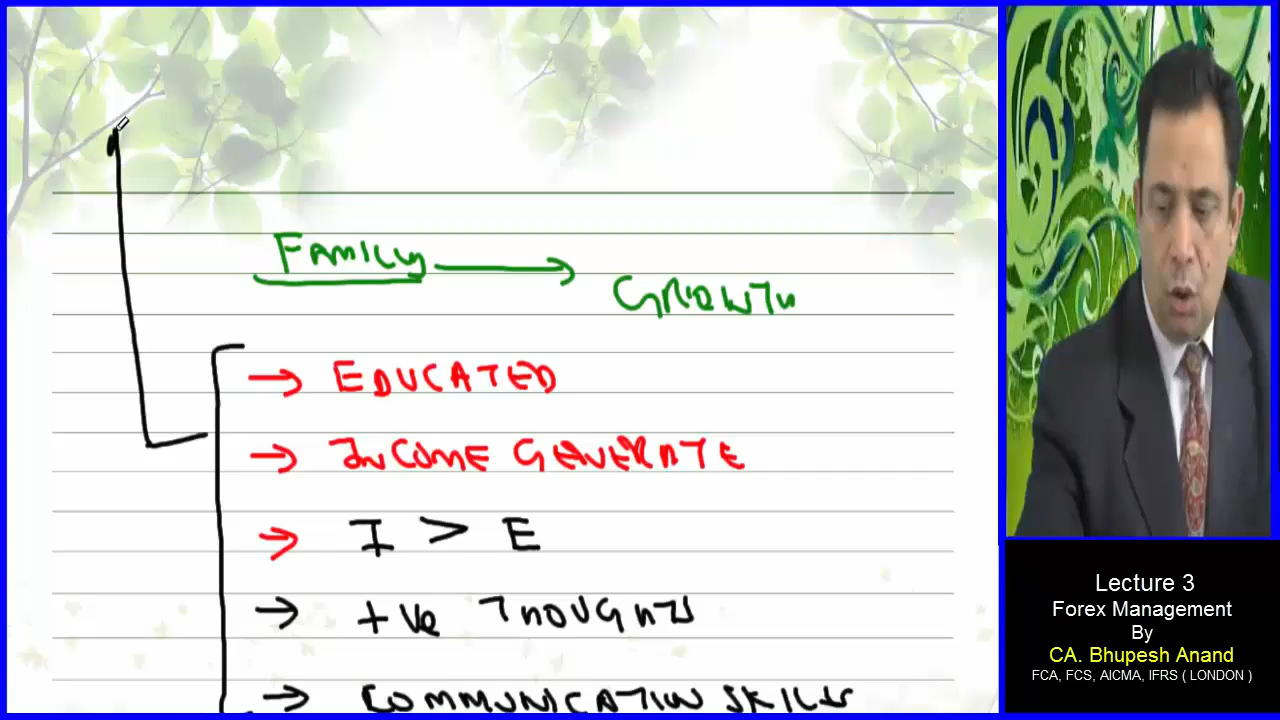 FAMILY →
GROWTH
→ EDUCATED
→ INCOME GENERATE
→ I > E
→ +ve THOUGHTS
→ COMMUNICATION SKILLS
Lecture 3
Forex Management
By
CA. Bhupesh Anand
FCA, FCS, AICMA, IFRS ( LONDON )